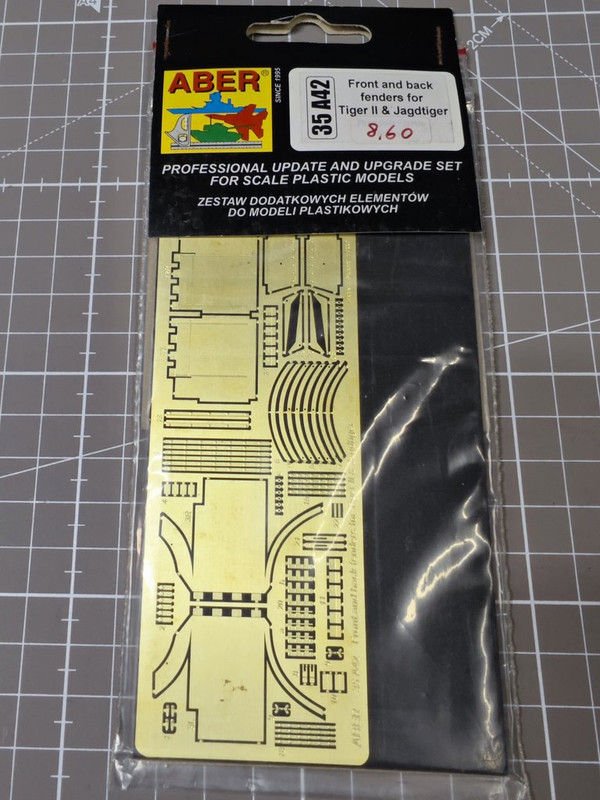 2CM
ABER®
SINCE 1995
35 A42
Front and back
fenders for
Tiger II & Jagdtiger
8,60
PROFESSIONAL UPDATE AND UPGRADE SET
FOR SCALE PLASTIC MODELS
ZESTAW DODATKOWYCH ELEMENTÓW
DO MODELI PLASTIKOWYCH